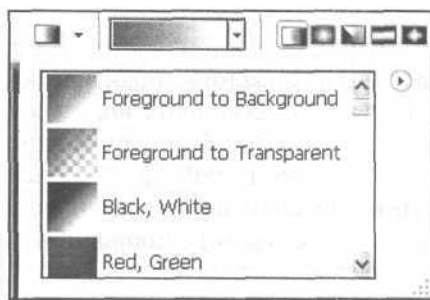 Foreground to Background
Foreground to Transparent
Black, White
Red, Green